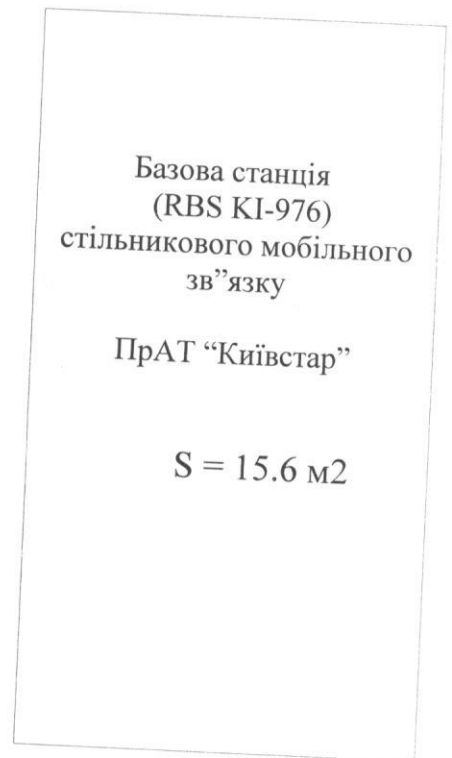 Базова станція
(RBS KI-976)
стільникового мобільного
зв”язку
ПрАТ “Київстар”
S = 15.6 м2